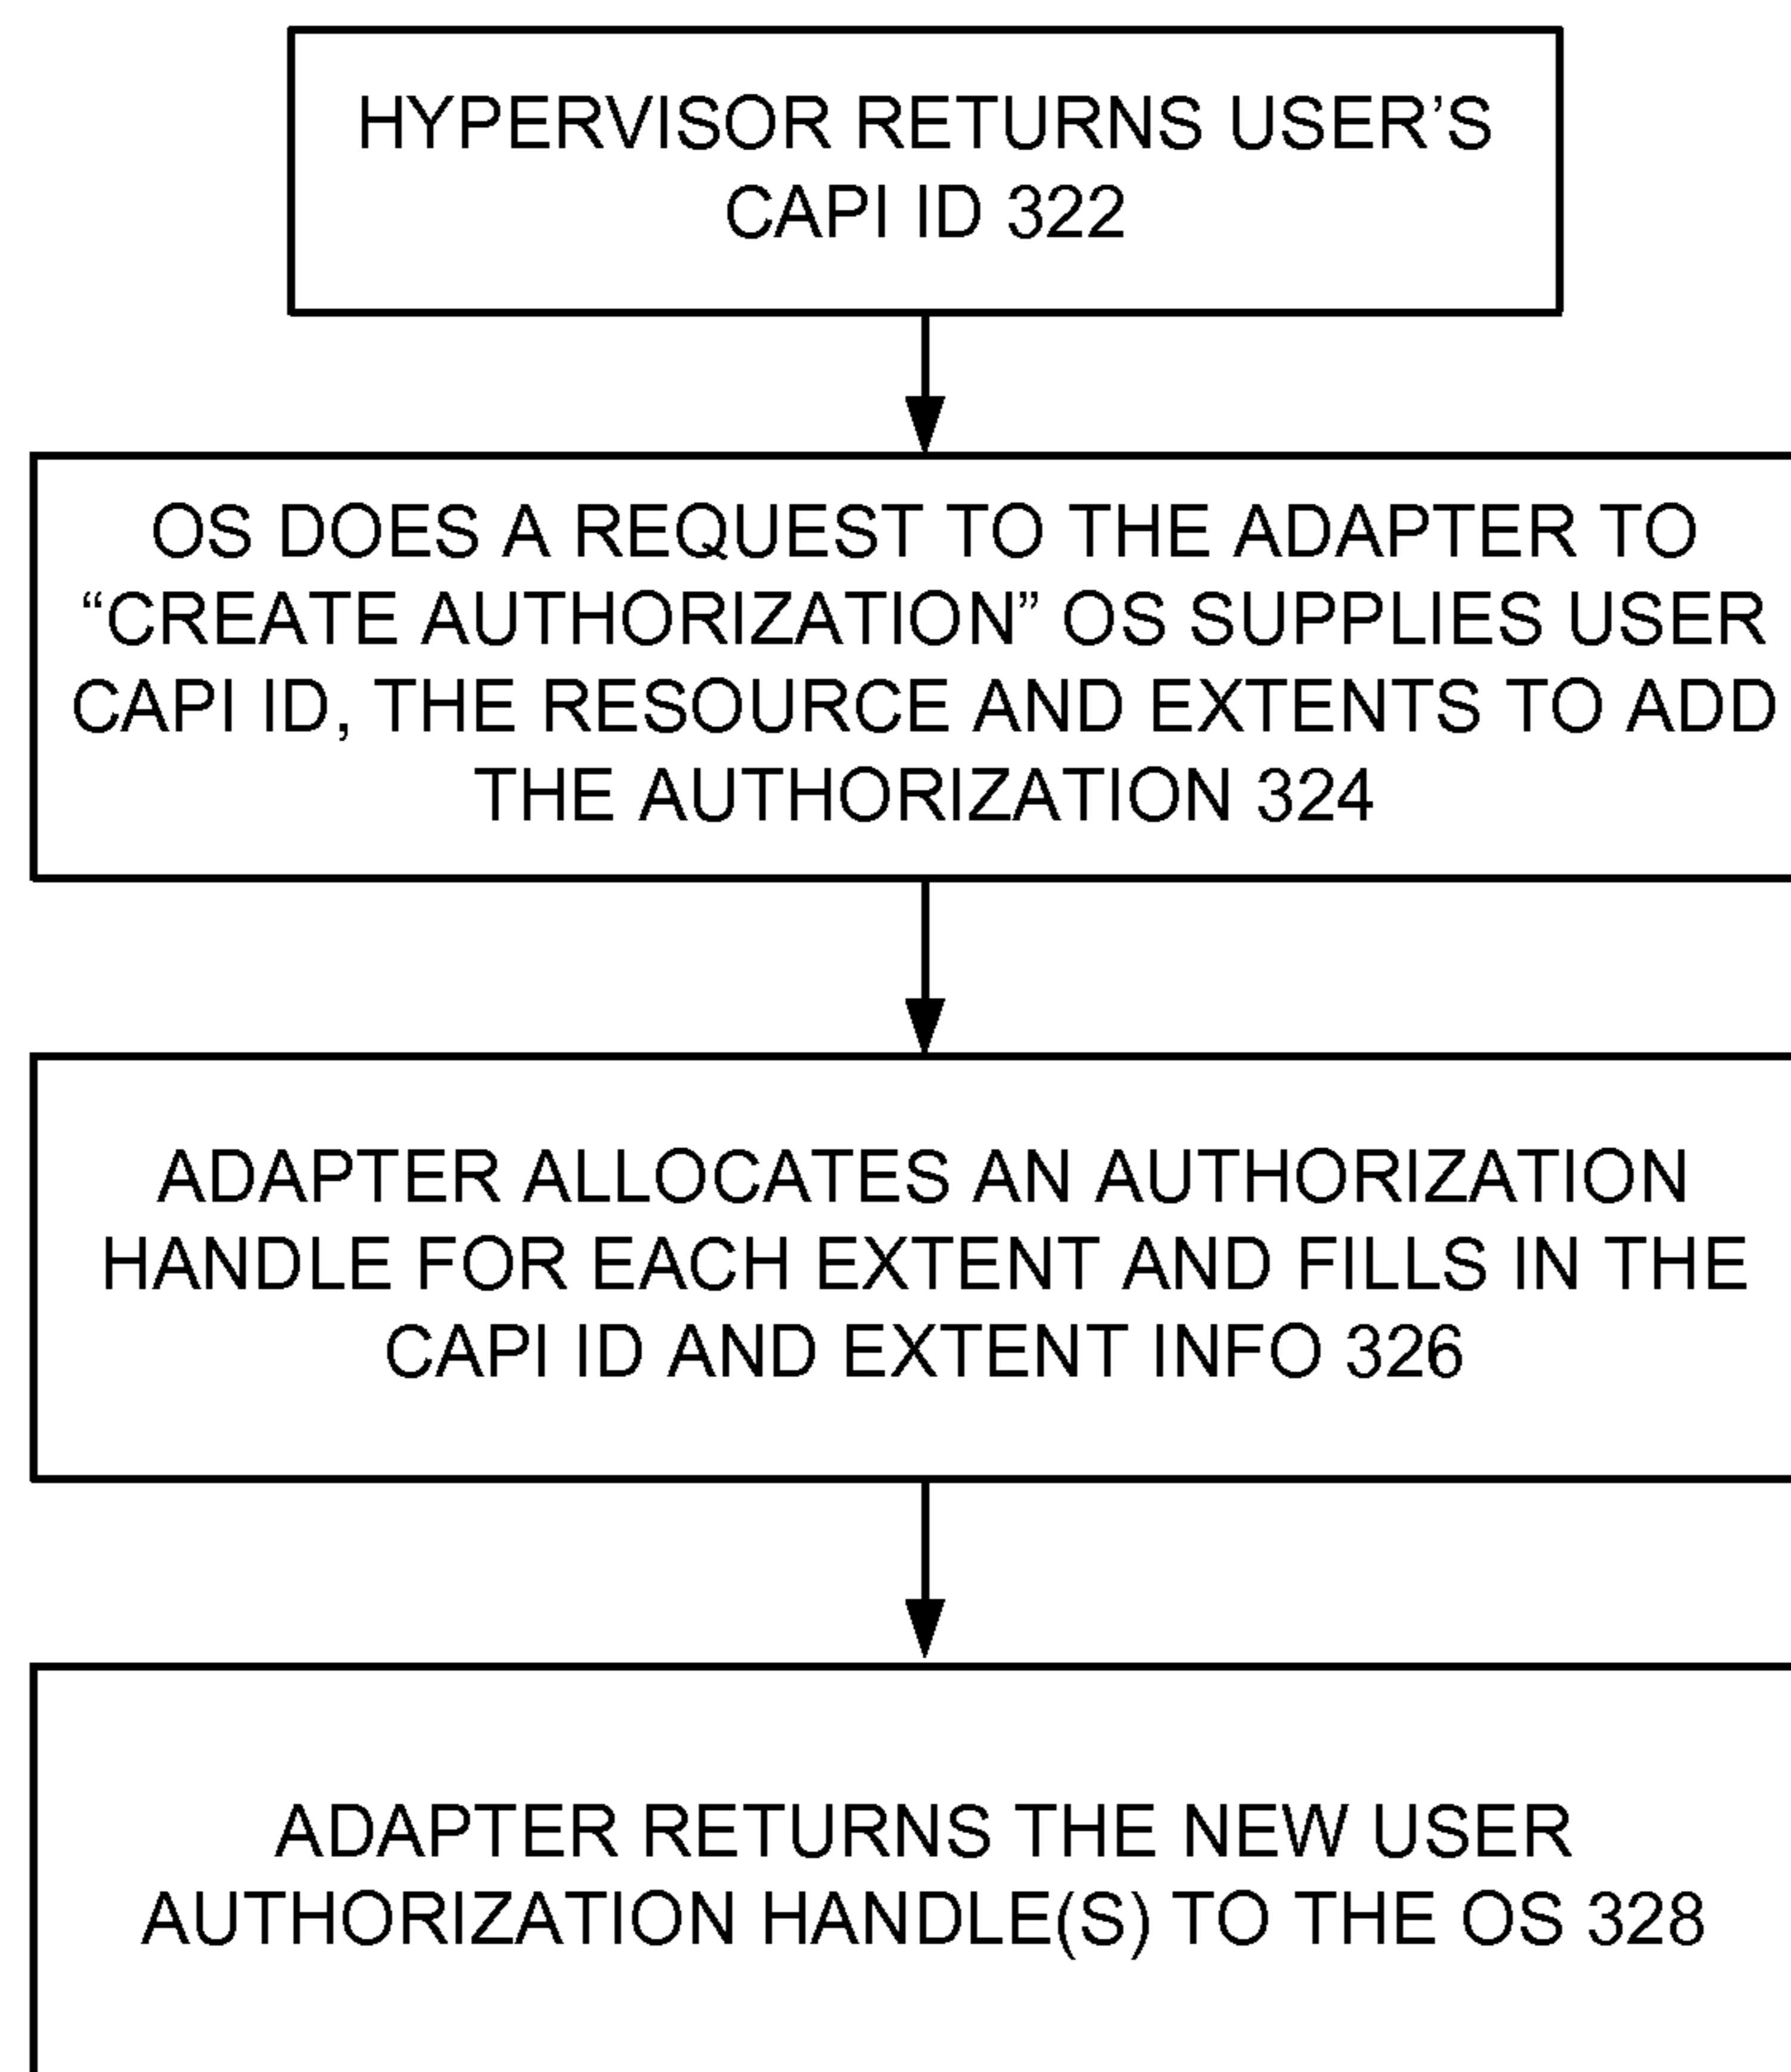 HYPERVISOR RETURNS USER’S
CAPI ID 322
OS DOES A REQUEST TO THE ADAPTER TO
“CREATE AUTHORIZATION” OS SUPPLIES USER
CAPI ID, THE RESOURCE AND EXTENTS TO ADD
THE AUTHORIZATION 324
ADAPTER ALLOCATES AN AUTHORIZATION
HANDLE FOR EACH EXTENT AND FILLS IN THE
CAPI ID AND EXTENT INFO 326
ADAPTER RETURNS THE NEW USER
AUTHORIZATION HANDLE(S) TO THE OS 328